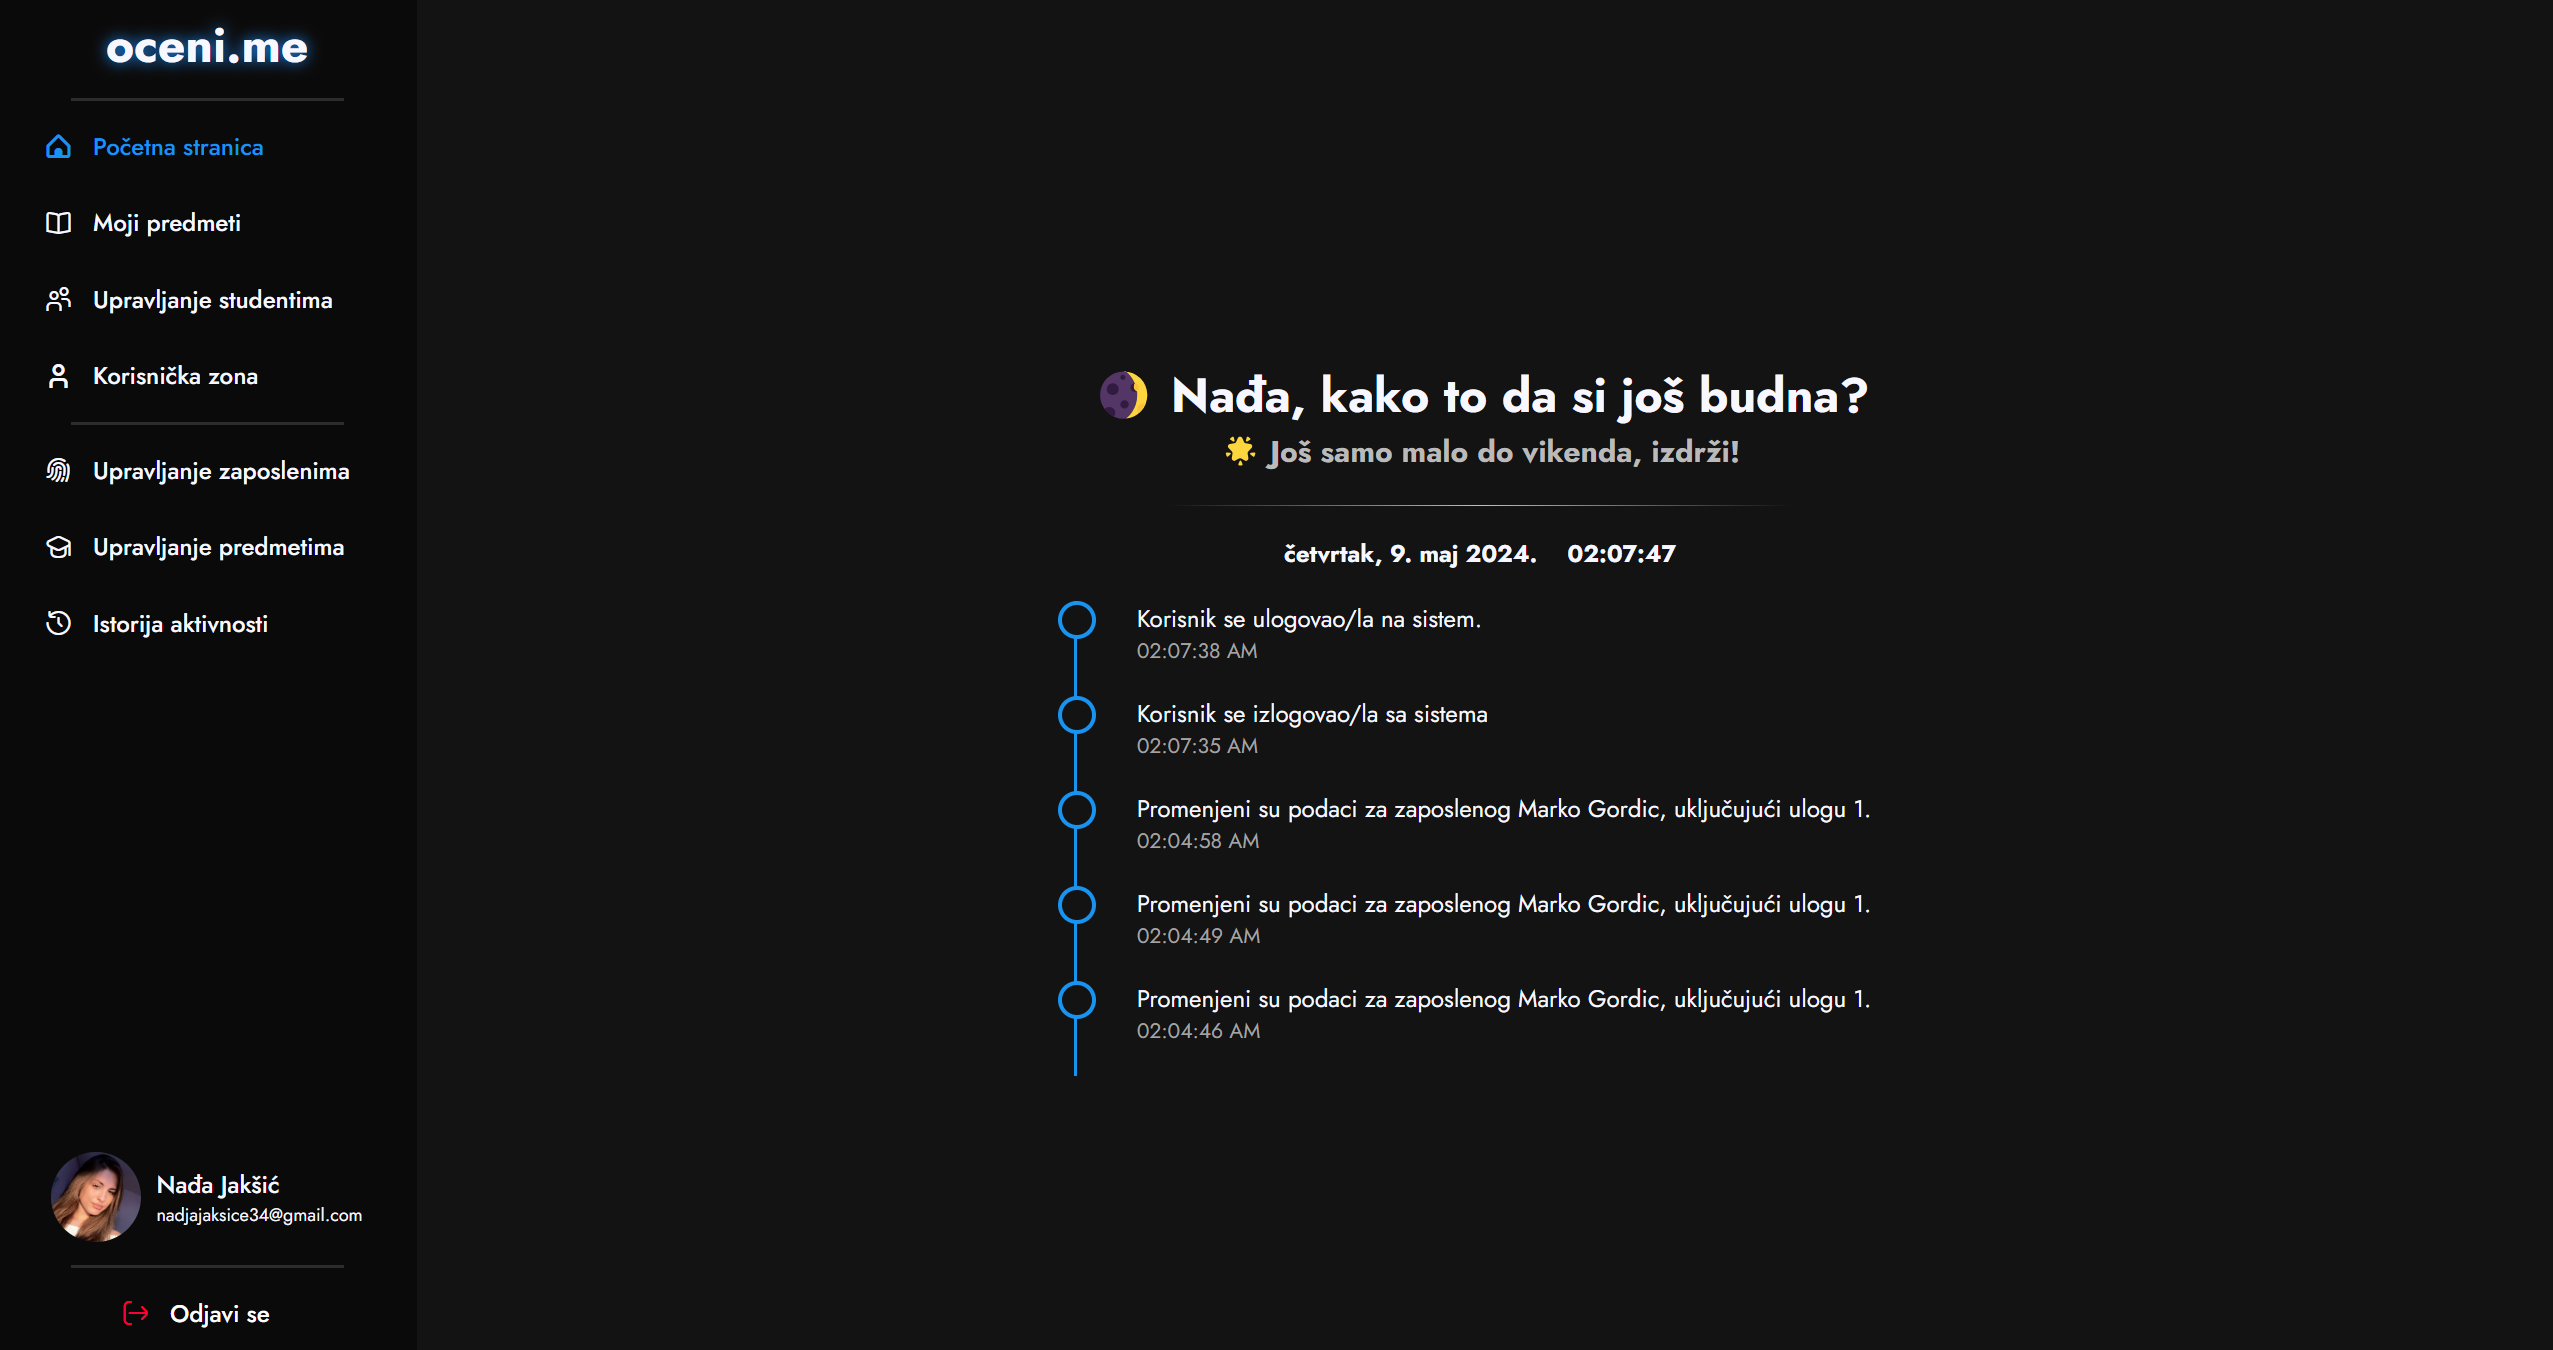 oceni.me
Početna stranica
Moji predmeti
Upravljanje studentima
Korisnička zona
Upravljanje zaposlenima
Upravljanje predmetima
Istorija aktivnosti
Nađa Jakšić
nadjajaksice34@gmail.com
Odjavi se
Nađa, kako to da si još budna?
Još samo malo do vikenda, izdrži!
četvrtak, 9. maj 2024. 02:07:47
Korisnik se ulogovao/la na sistem.
02:07:38 AM
Korisnik se izlogovao/la sa sistema
02:07:35 AM
Promenjeni su podaci za zaposlenog Marko Gordic, uključujući ulogu 1.
02:04:58 AM
Promenjeni su podaci za zaposlenog Marko Gordic, uključujući ulogu 1.
02:04:49 AM
Promenjeni su podaci za zaposlenog Marko Gordic, uključujući ulogu 1.
02:04:46 AM